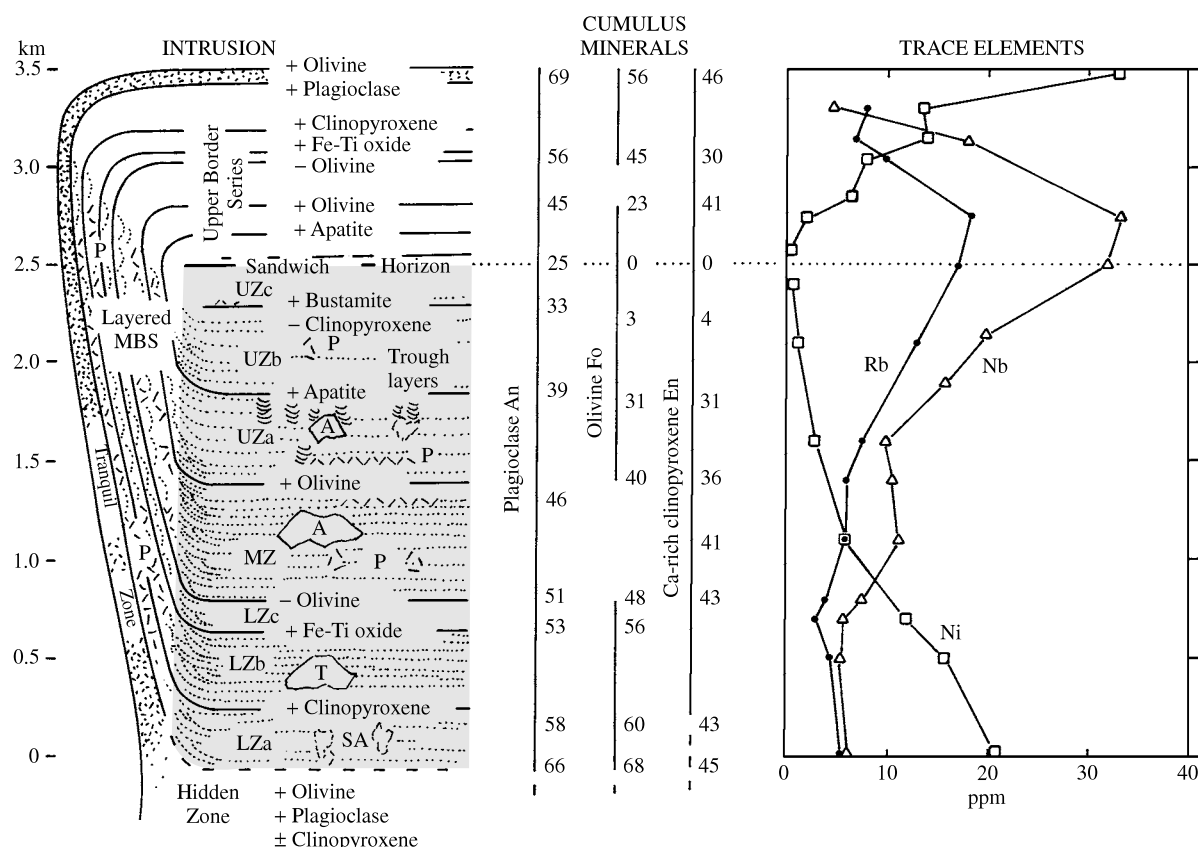 CUMULUS
MINERALS
km
INTRUSION
TRACE ELEMENTS
3.5
+ Olivine
69
56
46
+ Plagioclase
+ Clinopyroxene
+ Fe-Ti oxide
3.0
– Olivine
56
45
30
Upper Border
Series
+ Olivine
45
23
41
P
+ Apatite
2.5
Sandwich
Horizon
25
0
0
UZc
+ Bustamite
33
Layered
MBS
– Clinopyroxene
3
4
P
2.0
UZb
Trough
layers
Rb
Nb
+ Apatite
39
31
31
A
UZa
P
Plagioclase An
Olivine Fo
Ca-rich clinopyroxene En
1.5
Tranquil
Zone
+ Olivine
46
40
36
A
P
1.0
MZ
P
41
– Olivine
51
48
43
LZc
+ Fe-Ti oxide
53
56
Ni
0.5
LZb
T
+ Clinopyroxene
58
60
43
LZa
SA
0
66
68
45
0
10
20
30
40
ppm
Hidden
Zone
+ Olivine
+ Plagioclase
± Clinopyroxene